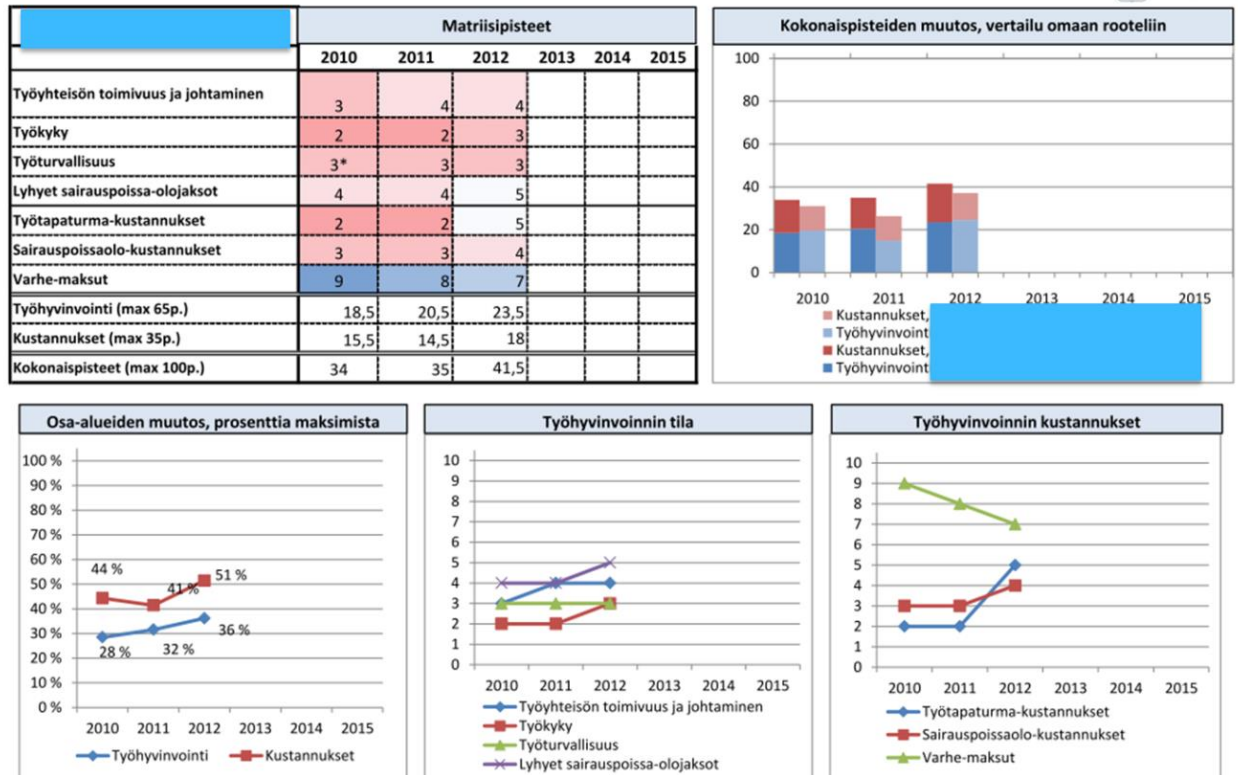 Matriisipisteet
2010 2011 2012 2013 2014 2015
Työyhteisön toimivuus ja johtaminen 3 4 4
Työkyky 2 2 3
Työturvallisuus 3* 3 3
Lyhyet sairauspoissa-olojaksot 4 4 5
Työtapaturma-kustannukset 2 2 5
Sairauspoissaolo-kustannukset 3 3 4
Varhe-maksut 9 8 7
Työhyvinvointi (max 65p.) 18,5 20,5 23,5
Kustannukset (max 35p.) 15,5 14,5 18
Kokonaispisteet (max 100p.) 34 35 41,5
Kokonaispisteiden muutos, vertailu omaan rooteliin
100
80
60
40
20
0
2010 2011 2012 2013 2014 2015
Kustannukset,
Työhyvinvoint
Kustannukset,
Työhyvinvoint
Osa-alueiden muutos, prosenttia maksimista
100 %
90 %
80 %
70 %
60 %
50 %
40 %
30 %
20 %
10 %
0 %
44 % 41 % 51 %
28 % 32 % 36 %
2010 2011 2012 2013 2014 2015
Työhyvinvointi Kustannukset
Työhyvinvoinnin tila
10
9
8
7
6
5
4
3
2
1
0
2010 2011 2012 2013 2014 2015
Työyhteisön toimivuus ja johtaminen
Työkyky
Työturvallisuus
Lyhyet sairauspoissa-olojaksot
Työhyvinvoinnin kustannukset
10
9
8
7
6
5
4
3
2
1
0
2010 2011 2012 2013 2014 2015
Työtapaturma-kustannukset
Sairauspoissaolo-kustannukset
Varhe-maksut